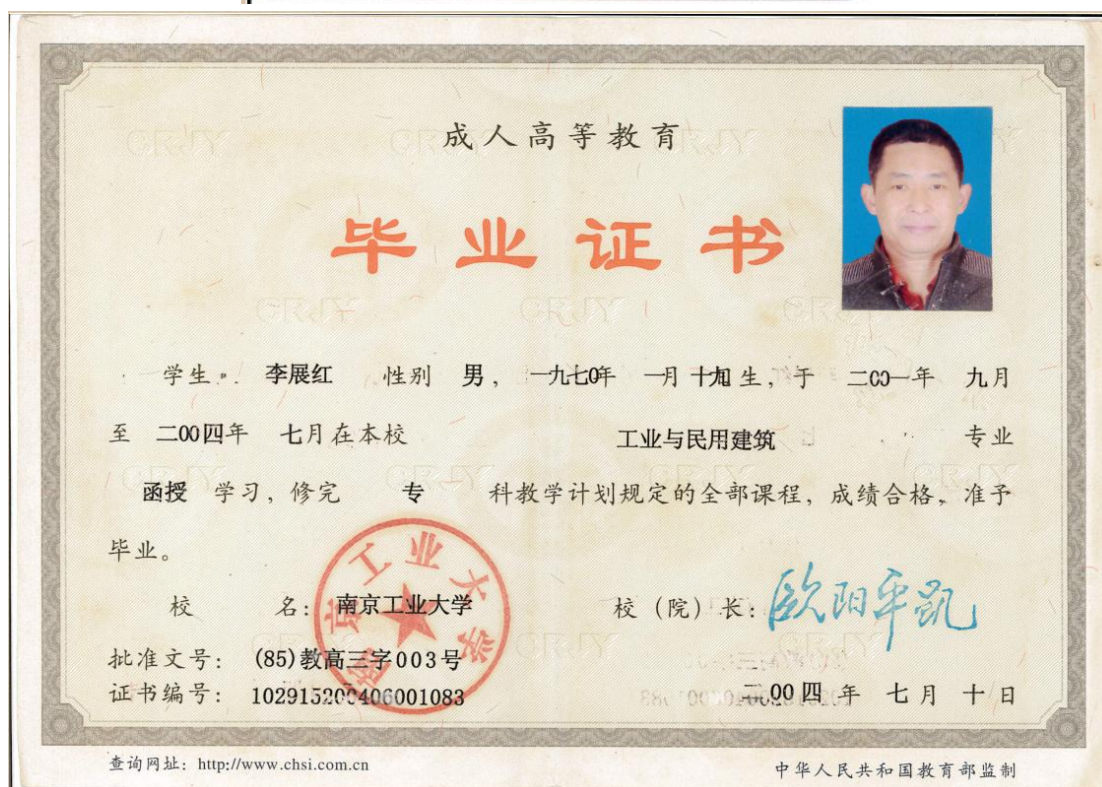 成人高等教育
毕业证书
学生 李展红 性别 男，一九七0年 一月 十九 生，于 二00一年 九月
至 二00四年 七月在本校 工业与民用建筑 专业
函授 学习，修完 专 科教学计划规定的全部课程，成绩合格，准予
毕业。
校 名：南京工业大学 校（院）长：欧阳平凯
批准文号：(85)教高三字003号
证书编号：102915200406001083 二00四年 七月十日
南京工业大学
查询网址：http://www.chsi.com.cn 中华人民共和国教育部监制
CRJY